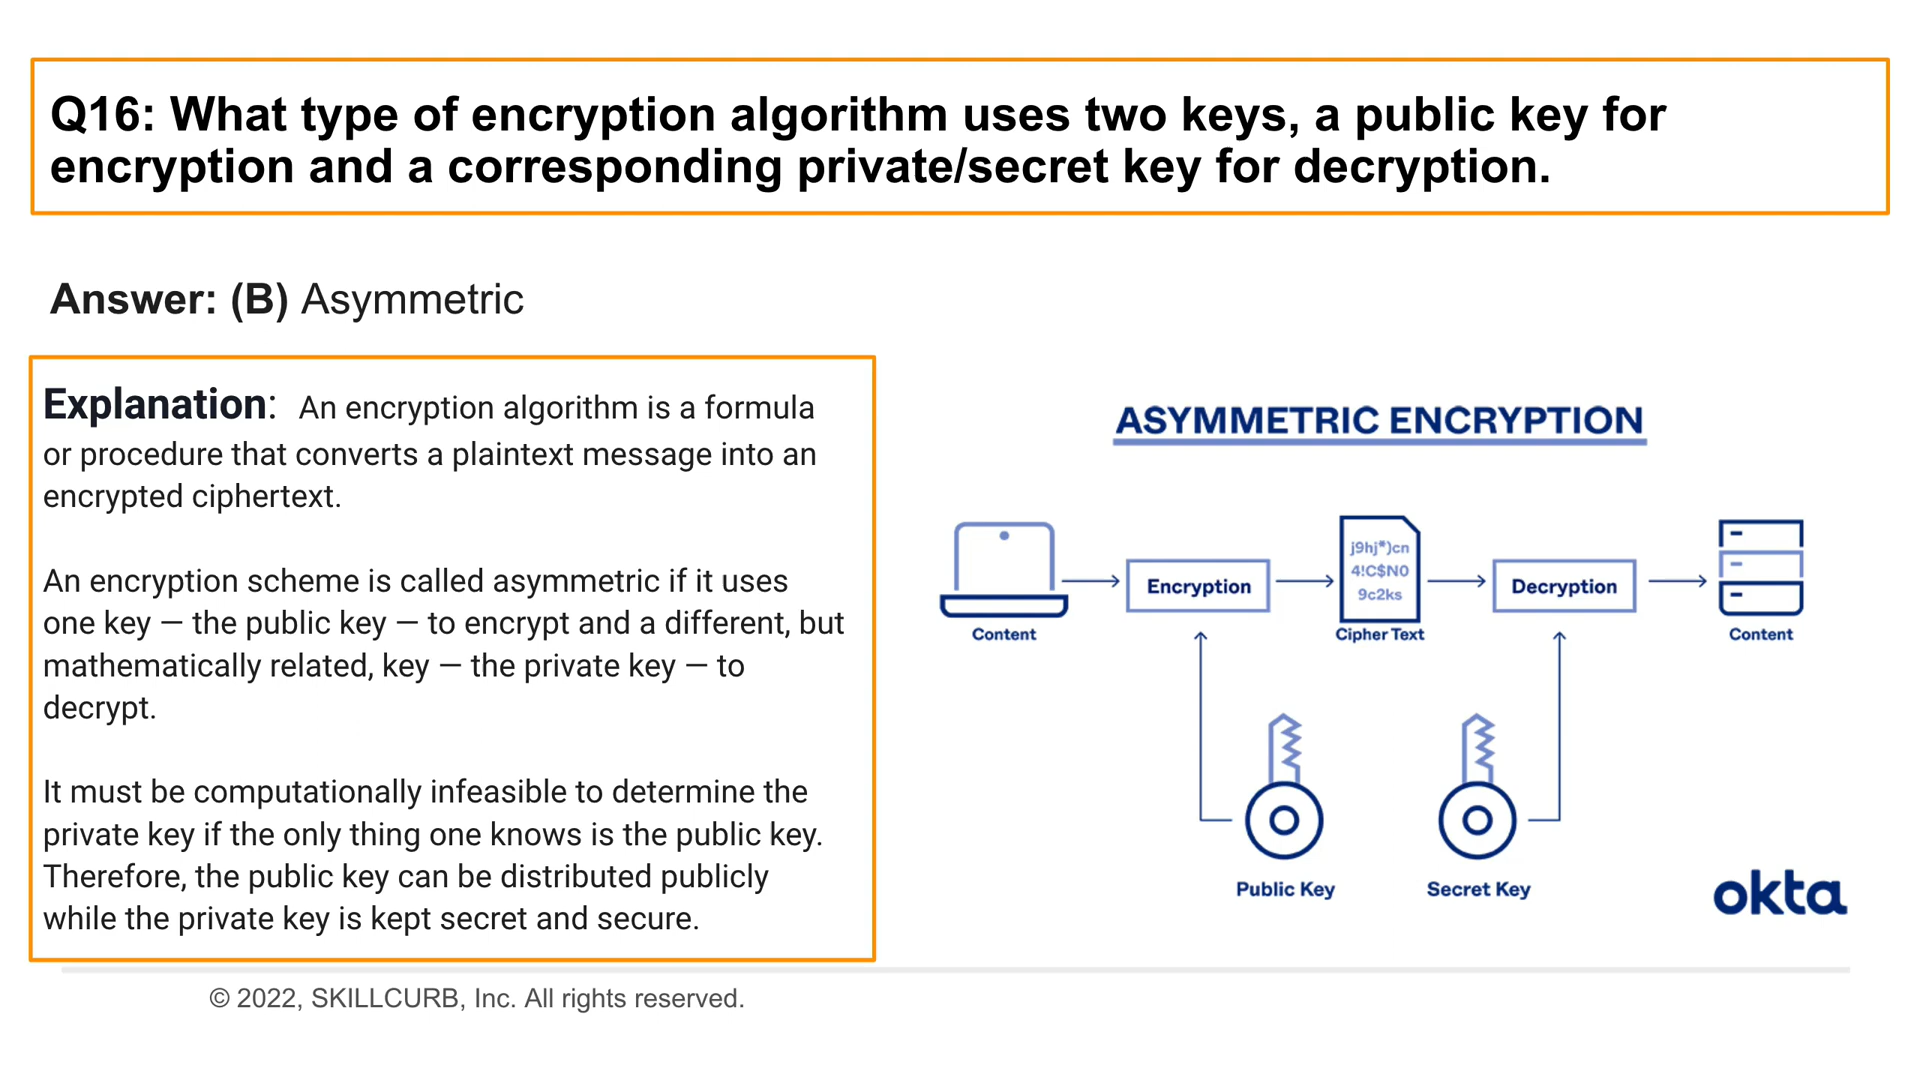 Q16: What type of encryption algorithm uses two keys, a public key for
encryption and a corresponding private/secret key for decryption.
Answer: (B) Asymmetric
Explanation: An encryption algorithm is a formula
or procedure that converts a plaintext message into an
encrypted ciphertext.
An encryption scheme is called asymmetric if it uses
one key — the public key — to encrypt and a different, but
mathematically related, key — the private key — to
decrypt.
It must be computationally infeasible to determine the
private key if the only thing one knows is the public key.
Therefore, the public key can be distributed publicly
while the private key is kept secret and secure.
ASYMMETRIC ENCRYPTION
Content
Encryption
j9hj*)cn
4!C$N0
9c2ks
Cipher Text
Decryption
Content
Public Key
Secret Key
okta
© 2022, SKILLCURB, Inc. All rights reserved.